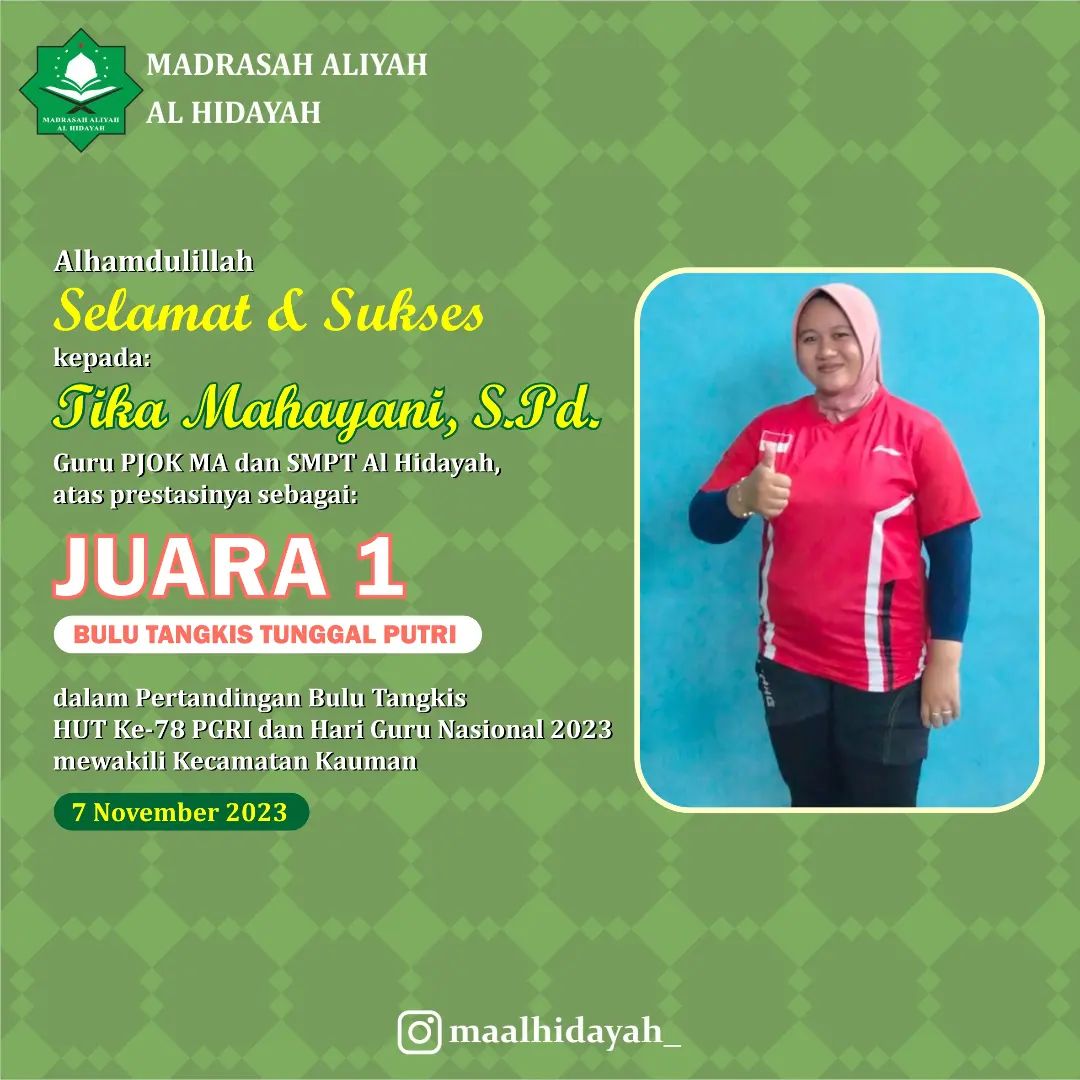 MADRASAH ALIYAH
AL HIDAYAH
MADRASAH ALIYAH
AL HIDAYAH
Alhamdulillah
Selamat & Sukses
kepada:
Tika Mahayani, S.Pd.
Guru PJOK MA dan SMPT Al Hidayah,
atas prestasinya sebagai:
JUARA 1
BULU TANGKIS TUNGGAL PUTRI
dalam Pertandingan Bulu Tangkis
HUT Ke-78 PGRI dan Hari Guru Nasional 2023
mewakili Kecamatan Kauman
7 November 2023
maalhidayah_